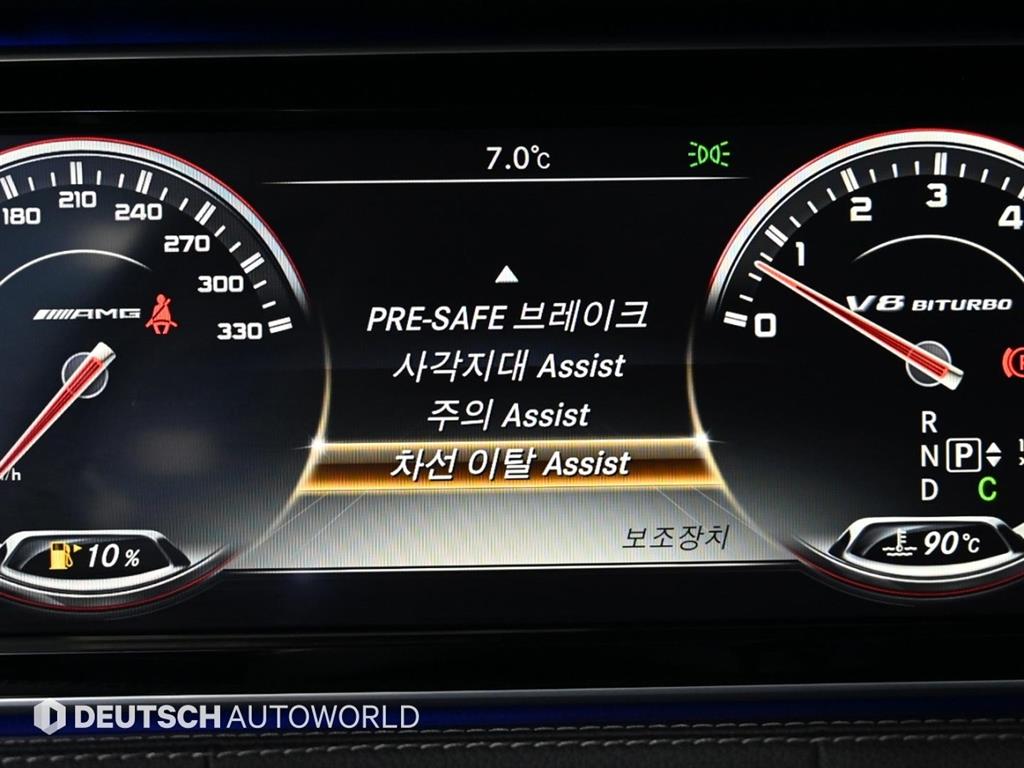 7.0℃
180
210
240
270
300
330
AMG
10%
PRE-SAFE 브레이크
사각지대 Assist
주의 Assist
차선 이탈 Assist
보조장치
0
1
2
3
4
V8 BITURBO
R
N P
D C
90℃
DEUTSCH AUTOWORLD